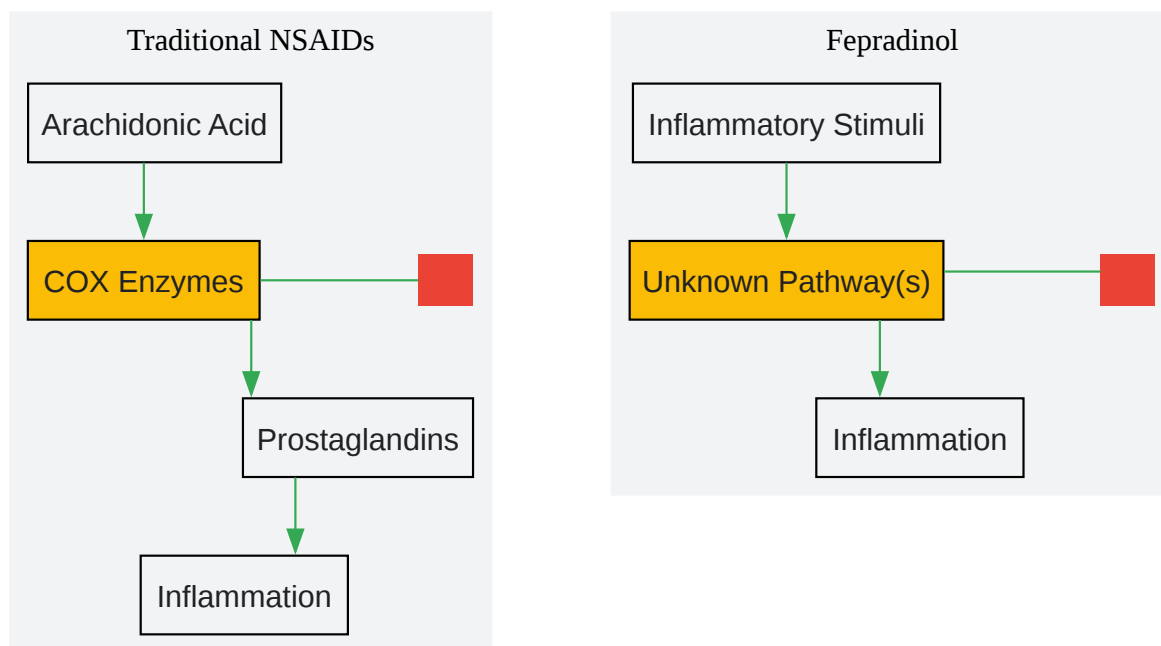 Traditional NSAIDs
Arachidonic Acid
COX Enzymes
Prostaglandins
Inflammation
Fepradinol
Inflammatory Stimuli
Unknown Pathway(s)
Inflammation